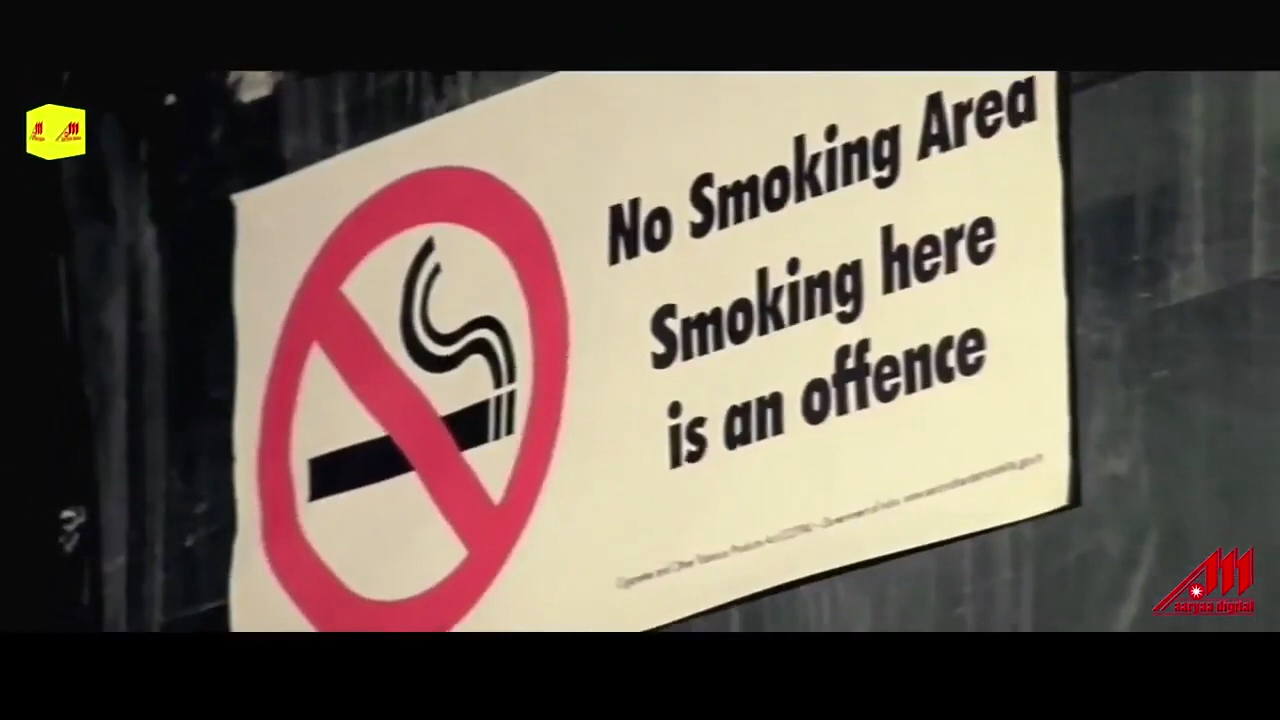 No Smoking Area
Smoking here
is an offence
aaryaa digital